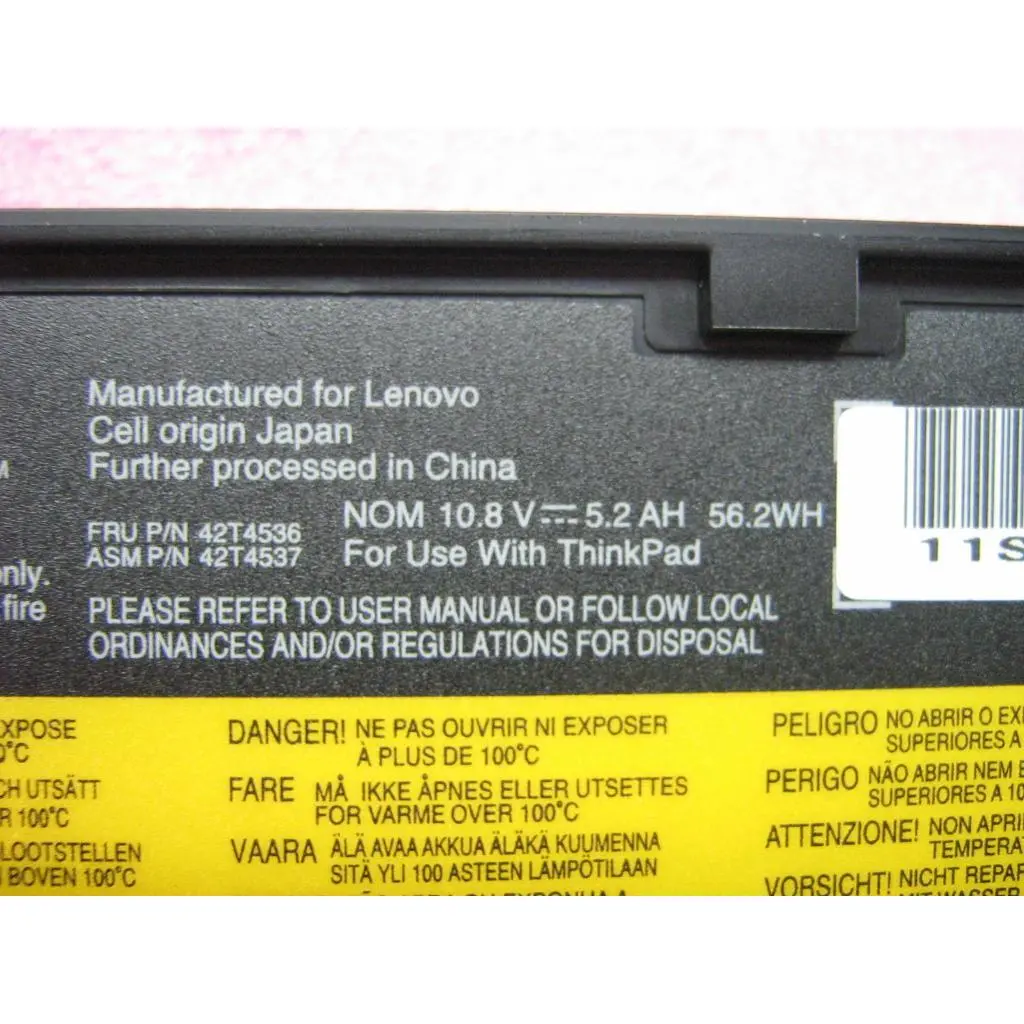 Manufactured for Lenovo
Cell origin Japan
Further processed in China
M
NOM 10.8 V 5.2 AH 56.2WH
FRU P/N 42T4536
ASM P/N 42T4537
For Use With ThinkPad
only.
fire
PLEASE REFER TO USER MANUAL OR FOLLOW LOCAL
ORDINANCES AND/OR REGULATIONS FOR DISPOSAL
11S
XPOSE
0°C
CH UTSÄTT
R 100°C
LOOTSTELLEN
BOVEN 100°C
DANGER! NE PAS OUVRIR NI EXPOSER
À PLUS DE 100°C
FARE MÅ IKKE ÅPNES ELLER UTSETTES
FOR VARME OVER 100°C
VAARA ÄLÄ AVAA AKKUA ÄLÄKÄ KUUMENNA
SITÄ YLI 100 ASTEEN LÄMPÖTILAAN
PELIGRO NO ABRIR O EX
SUPERIORES A
PERIGO NÃO ABRIR NEM E
SUPERIORES A 10
ATTENZIONE! NON APRI
TEMPERA
VORSICHT! NICHT REPAR